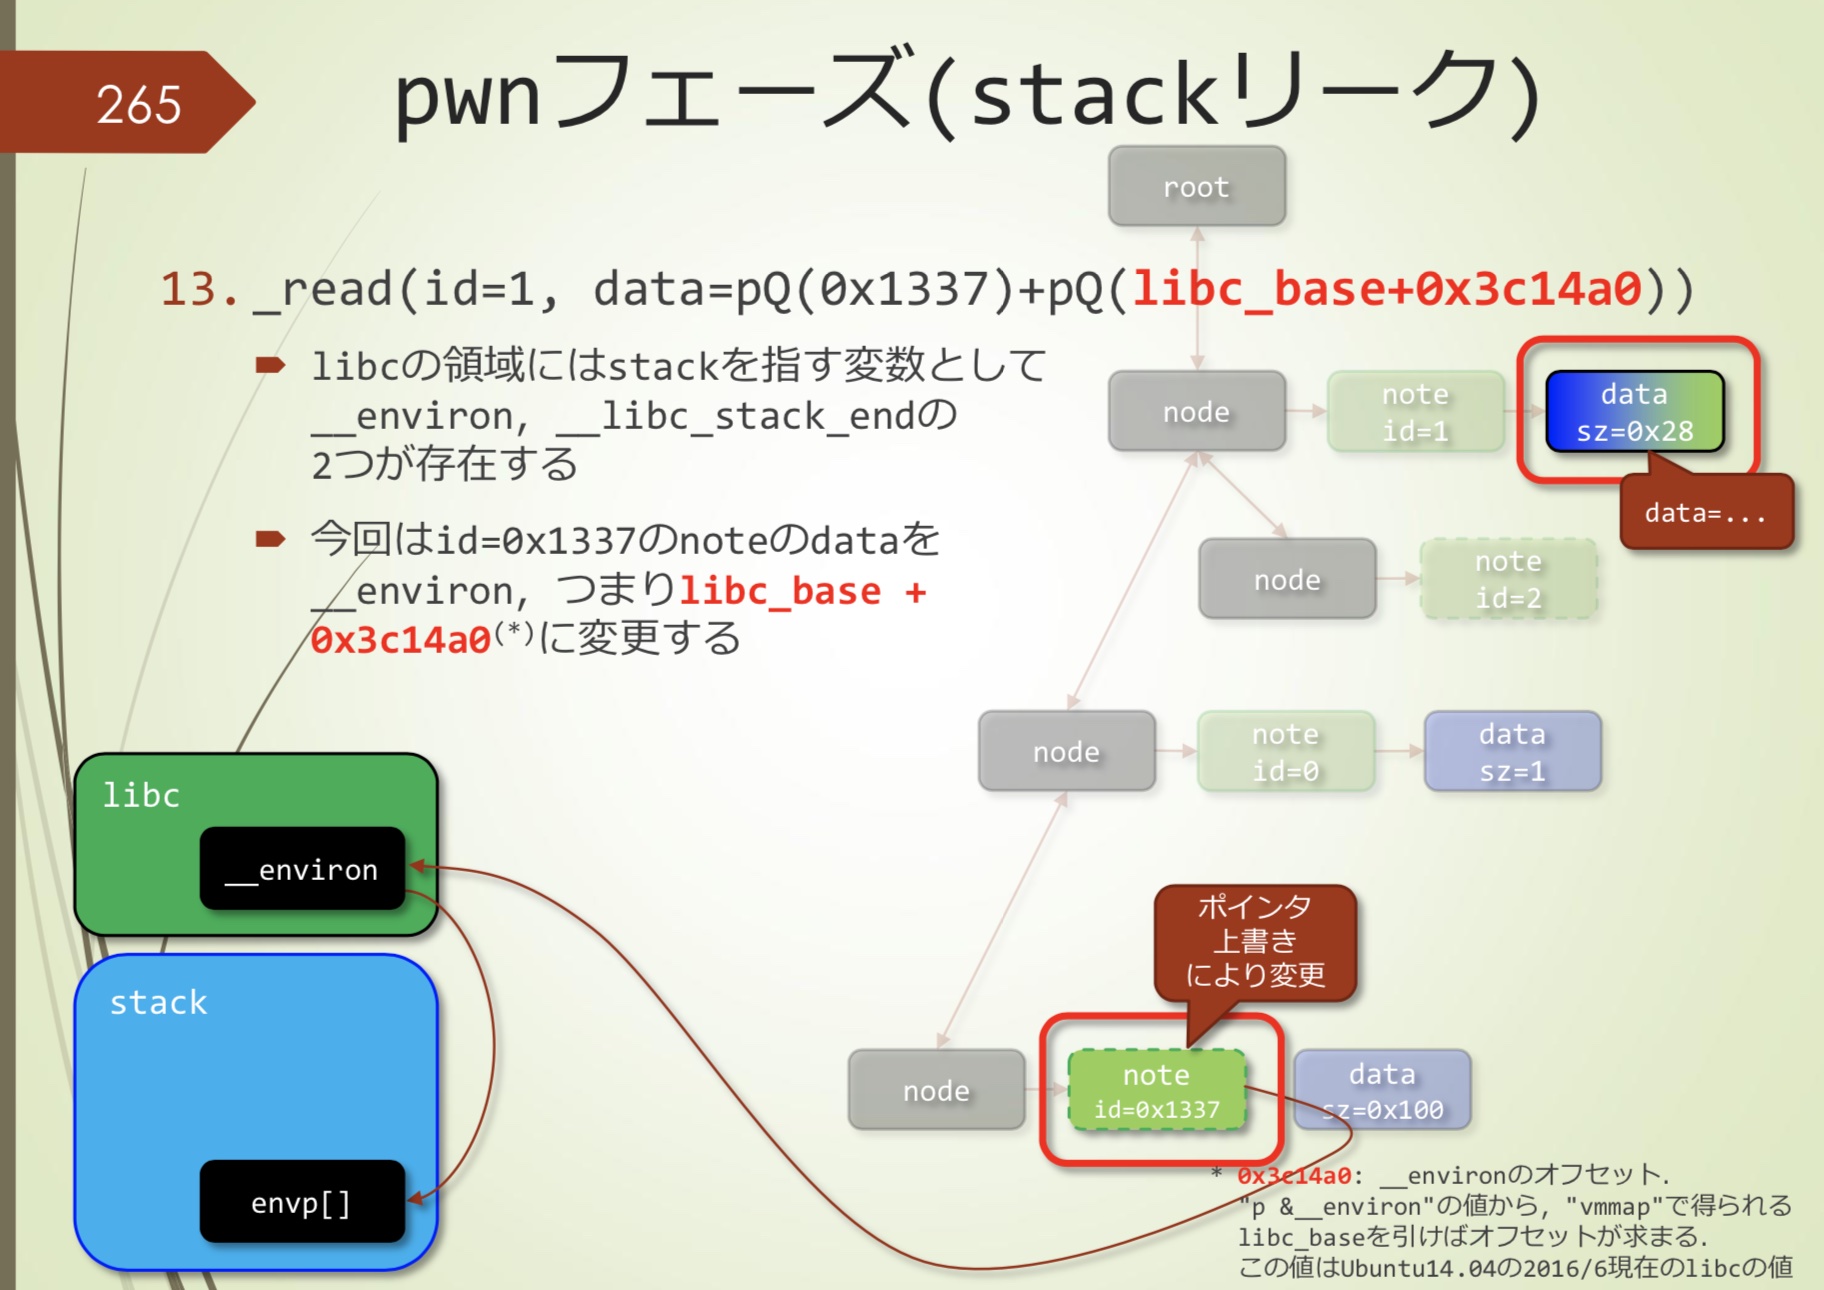 265
pwnフェーズ(stackリーク)
13. _read(id=1, data=pQ(0x1337)+pQ(libc_base+0x3c14a0))
libcの領域にはstackを指す変数として
__environ, __libc_stack_endの
2つが存在する
今回はid=0x1337のnoteのdataを
__environ, つまりlibc_base +
0x3c14a0(*)に変更する
root
node
note
id=1
data
sz=0x28
data=...
node
note
id=2
node
note
id=0
data
sz=1
libc
__environ
stack
envp[]
ポインタ
上書き
により変更
node
note
id=0x1337
data
sz=0x100
* 0x3c14a0: __environのオフセット.
"p &__environ"の値から, "vmmap"で得られる
libc_baseを引けばオフセットが求まる.
この値はUbuntu14.04の2016/6現在のlibcの値